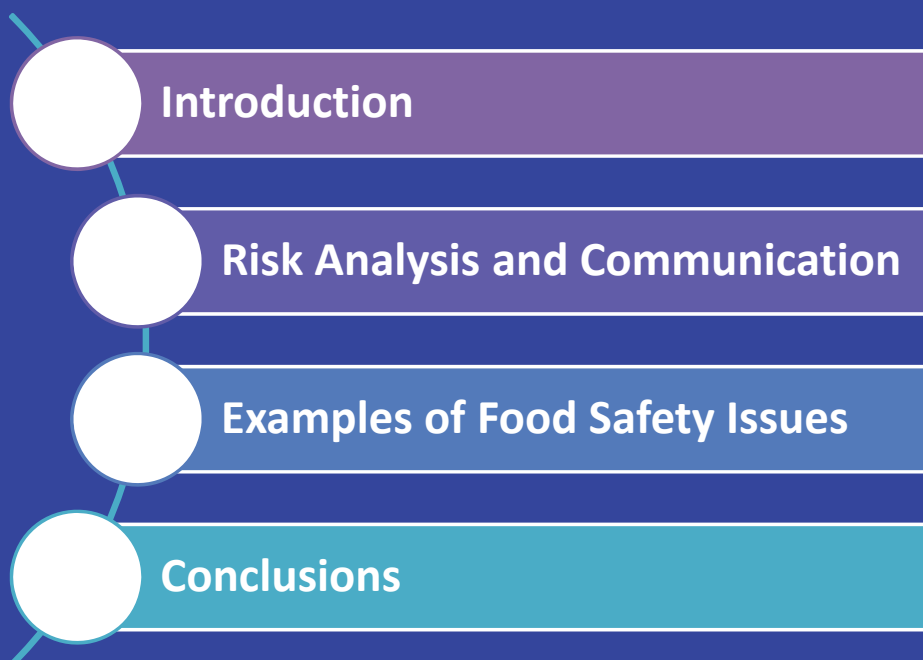 Introduction
Risk Analysis and Communication
Examples of Food Safety Issues
Conclusions